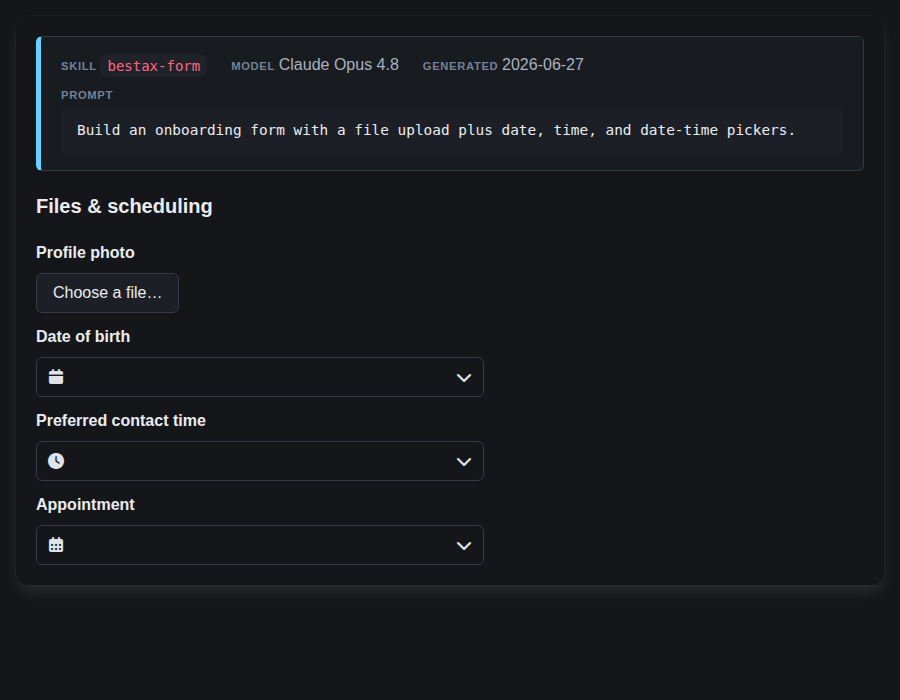 SKILL bestax-form MODEL Claude Opus 4.8 GENERATED 2026-06-27
PROMPT
Build an onboarding form with a file upload plus date, time, and date-time pickers.
Files & scheduling
Profile photo
Choose a file…
Date of birth
Preferred contact time
Appointment